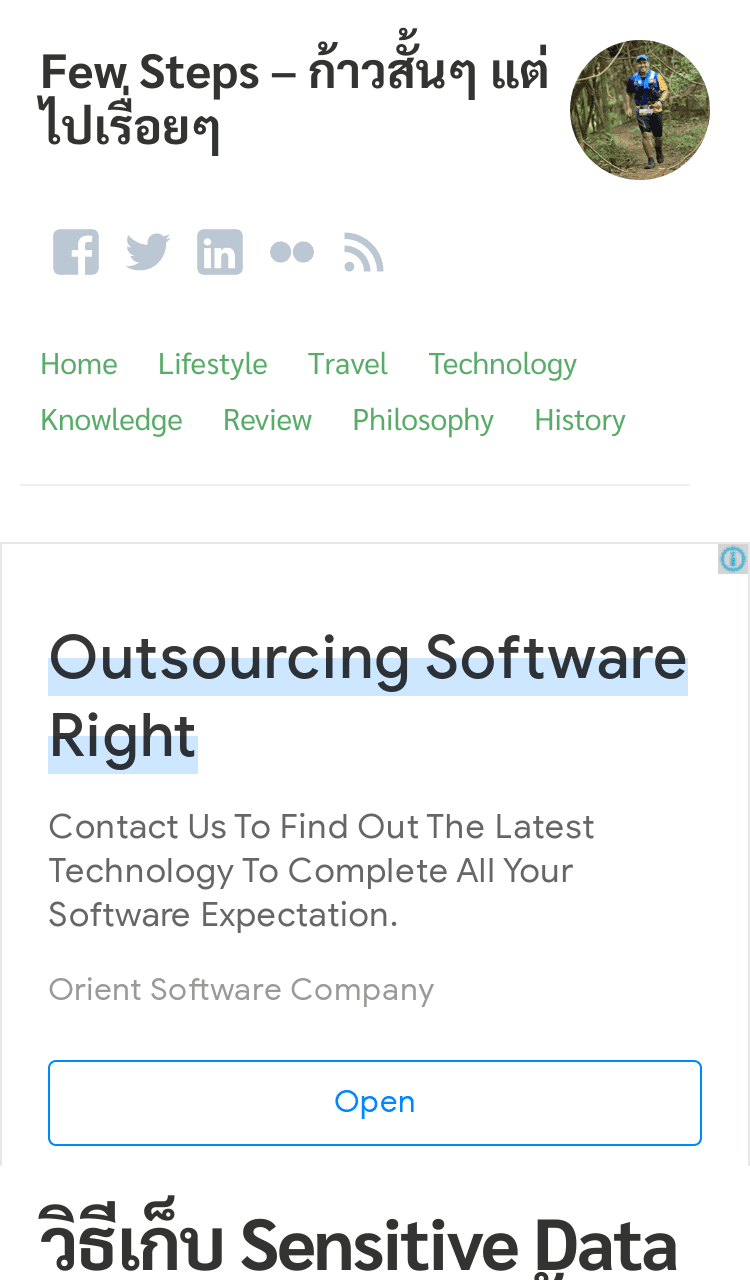 Few Steps – ก้าวสั้นๆ แต่
ไปเรื่อยๆ
Home Lifestyle Travel Technology
Knowledge Review Philosophy History
Outsourcing Software
Right
Contact Us To Find Out The Latest
Technology To Complete All Your
Software Expectation.
Orient Software Company
Open
วิธีเก็บ Sensitive Data